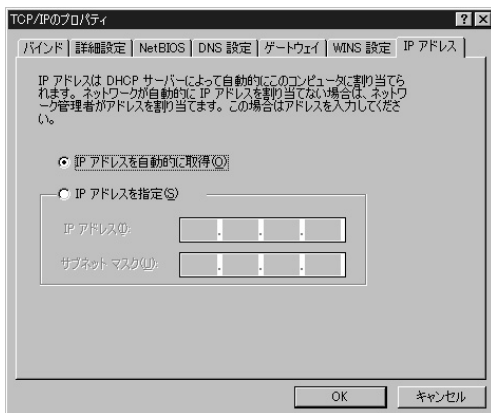 TCP/IPのプロパティ
バインド 詳細設定 NetBIOS DNS 設定 ゲートウェイ WINS 設定 IP アドレス
IP アドレスは DHCP サーバーによって自動的にこのコンピュータに割り当てら
れます。ネットワークが自動的に IP アドレスを割り当てない場合は、ネットワ
ーク管理者がアドレスを割り当てます。この場合はアドレスを入力してくださ
い。
IP アドレスを自動的に取得(O)
IP アドレスを指定(S)
IP アドレス(I):
サブネット マスク(U):
OK キャンセル